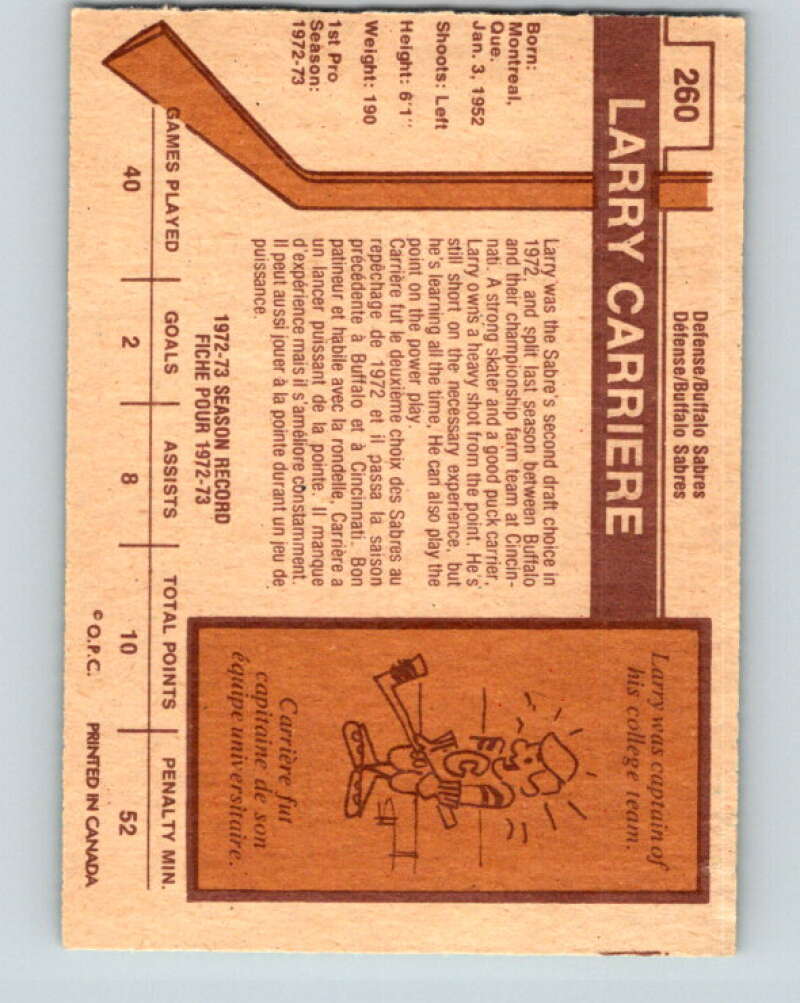 260
Defense/Buffalo Sabres
Défense/Buffalo Sabres
LARRY CARRIERE
Born:
Montreal,
Que.
Jan. 3, 1952
Shoots: Left
Height: 6'1"
Weight: 190
1st Pro
Season:
1972-73
Larry was the Sabre's second draft choice in
1972, and split last season between Buffalo
and their championship farm team at Cincin-
nati. A strong skater and a good puck carrier,
Larry owns a heavy shot from the point. He's
still short on the necessary experience, but
he's learning all the time. He can also play the
point on the power play.
Carrière fut le deuxième choix des Sabres au
repêchage de 1972 et il passa la saison
précédente à Buffalo et à Cincinnati. Bon
patineur et habile avec la rondelle, Carrière a
un lancer puissant de la pointe. Il manque
d'expérience mais il s'améliore constamment.
Il peut aussi jouer à la pointe durant un jeu de
puissance.
Larry was captain of
his college team.
C
Carrière fut
capitaine de son
équipe universitaire.
1972-73 SEASON RECORD
FICHE POUR 1972-73
GAMES PLAYED GOALS ASSISTS TOTAL POINTS PENALTY MIN.
40 2 8 10 52
© O.P.C. PRINTED IN CANADA